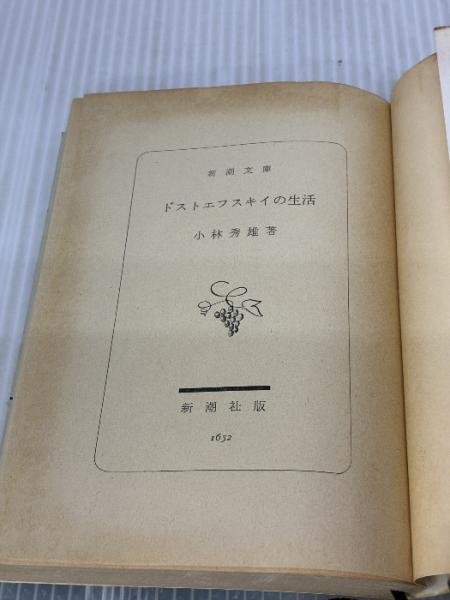 新潮文庫
ドストエフスキイの生活
小林秀雄著
新潮社版
1652